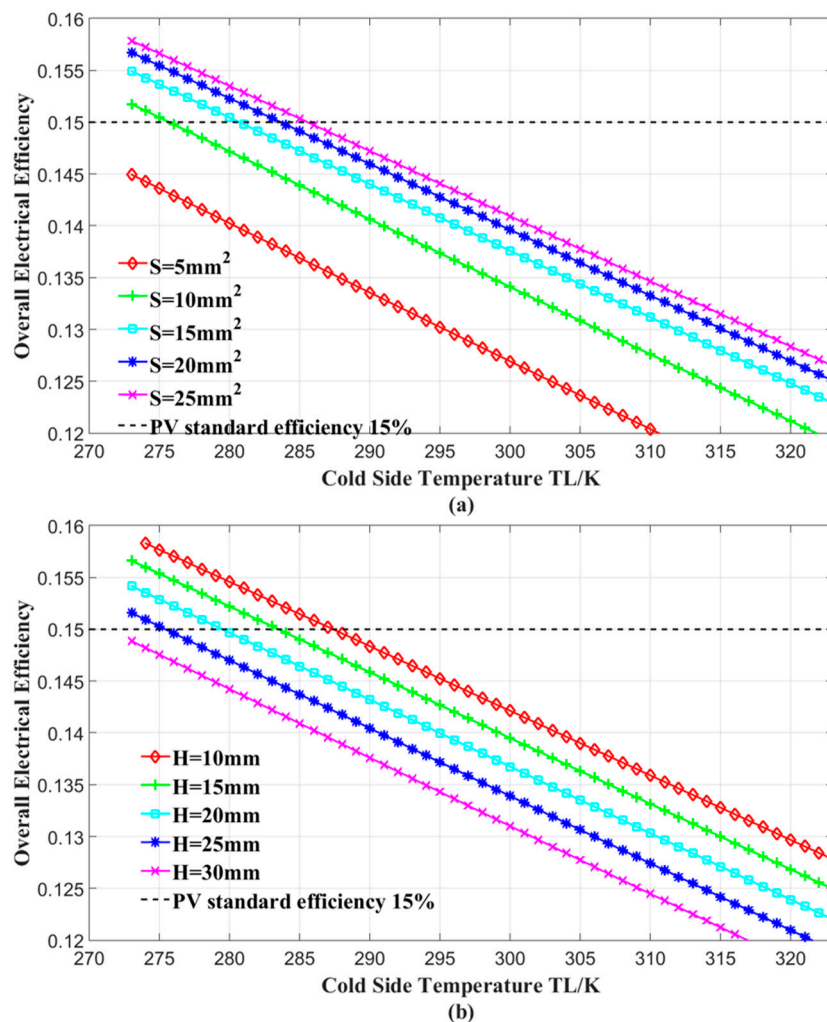 0.16
0.155
0.15
0.145
0.14
0.135
0.13
0.125
0.12
Overall Electrical Efficiency
S=5mm²
S=10mm²
S=15mm²
S=20mm²
S=25mm²
PV standard efficiency 15%
270 275 280 285 290 295 300 305 310 315 320
Cold Side Temperature TL/K
(a)
0.16
0.155
0.15
0.145
0.14
0.135
0.13
0.125
0.12
Overall Electrical Efficiency
H=10mm
H=15mm
H=20mm
H=25mm
H=30mm
PV standard efficiency 15%
270 275 280 285 290 295 300 305 310 315 320
Cold Side Temperature TL/K
(b)